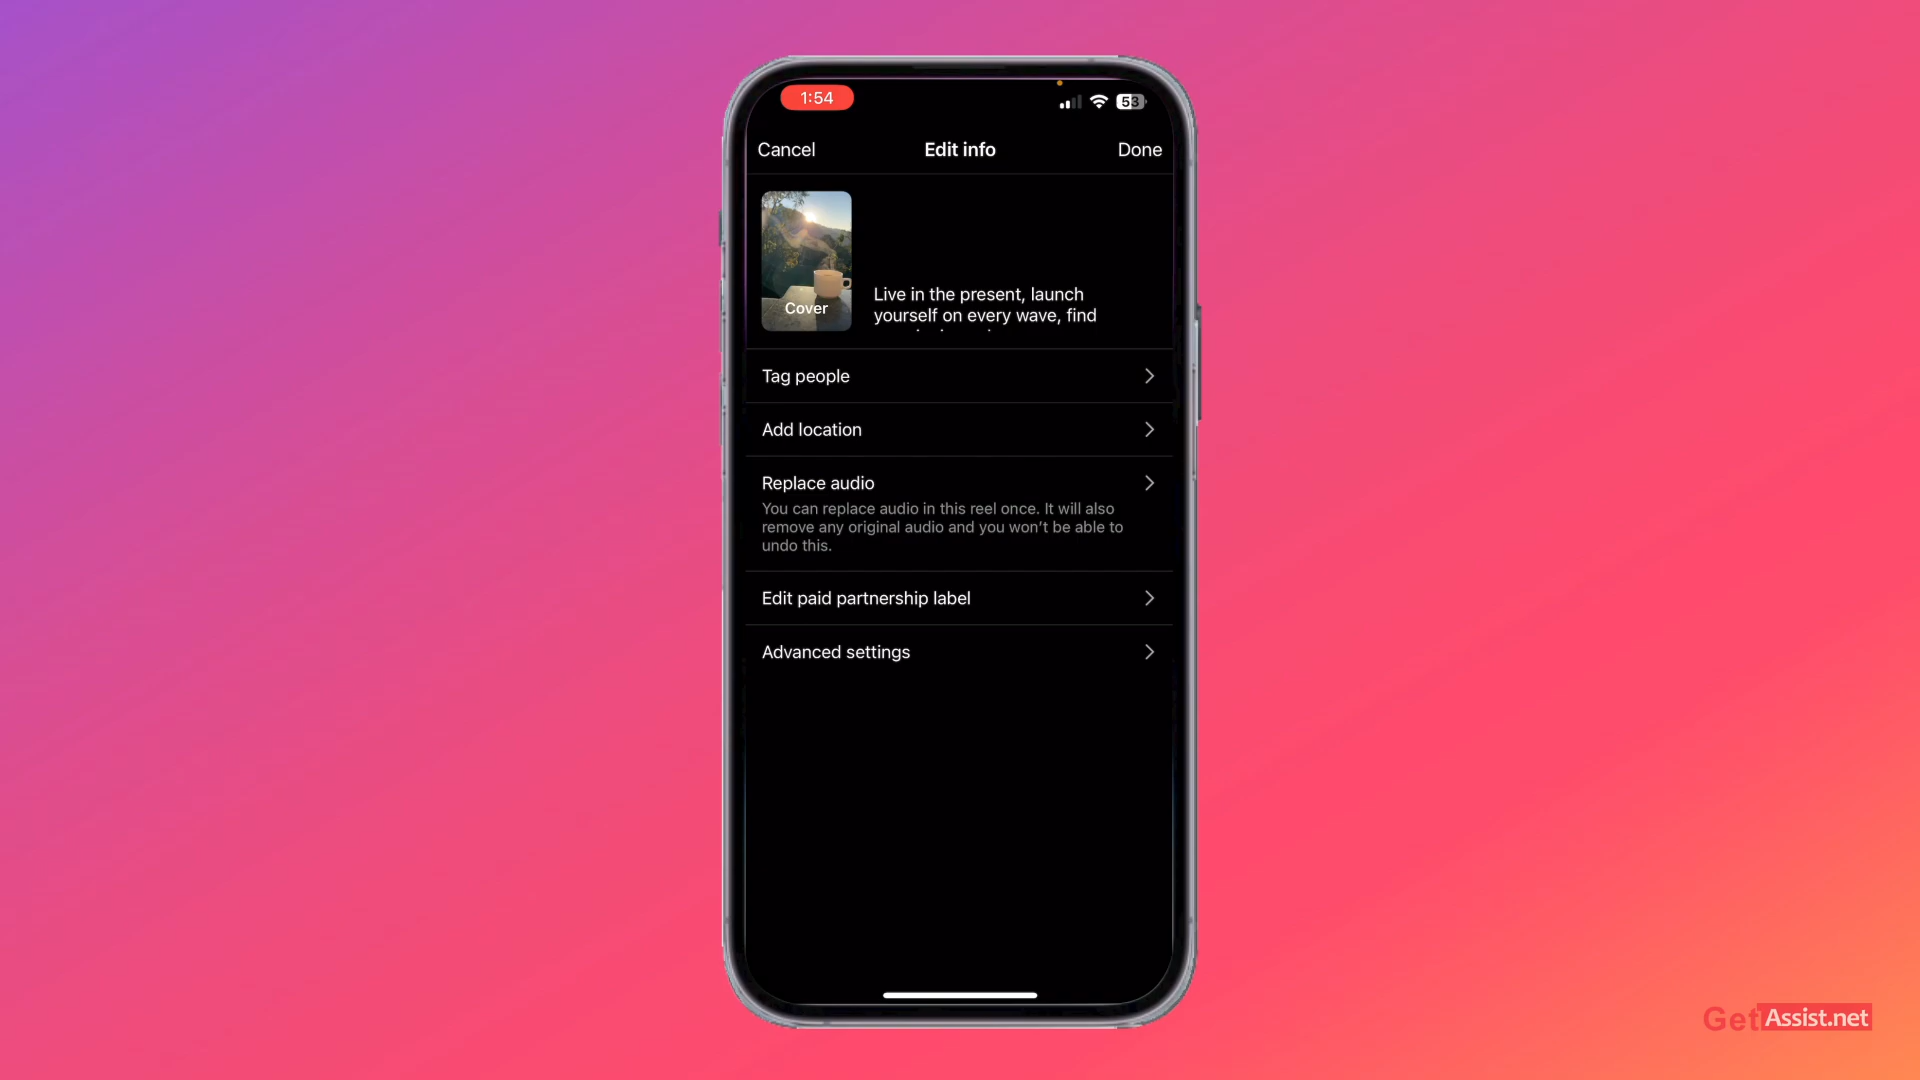 1:54
53
Cancel
Edit info
Done
Cover
Live in the present, launch
yourself on every wave, find
Tag people
Add location
Replace audio
You can replace audio in this reel once. It will also
remove any original audio and you won’t be able to
undo this.
Edit paid partnership label
Advanced settings
GetAssist.net